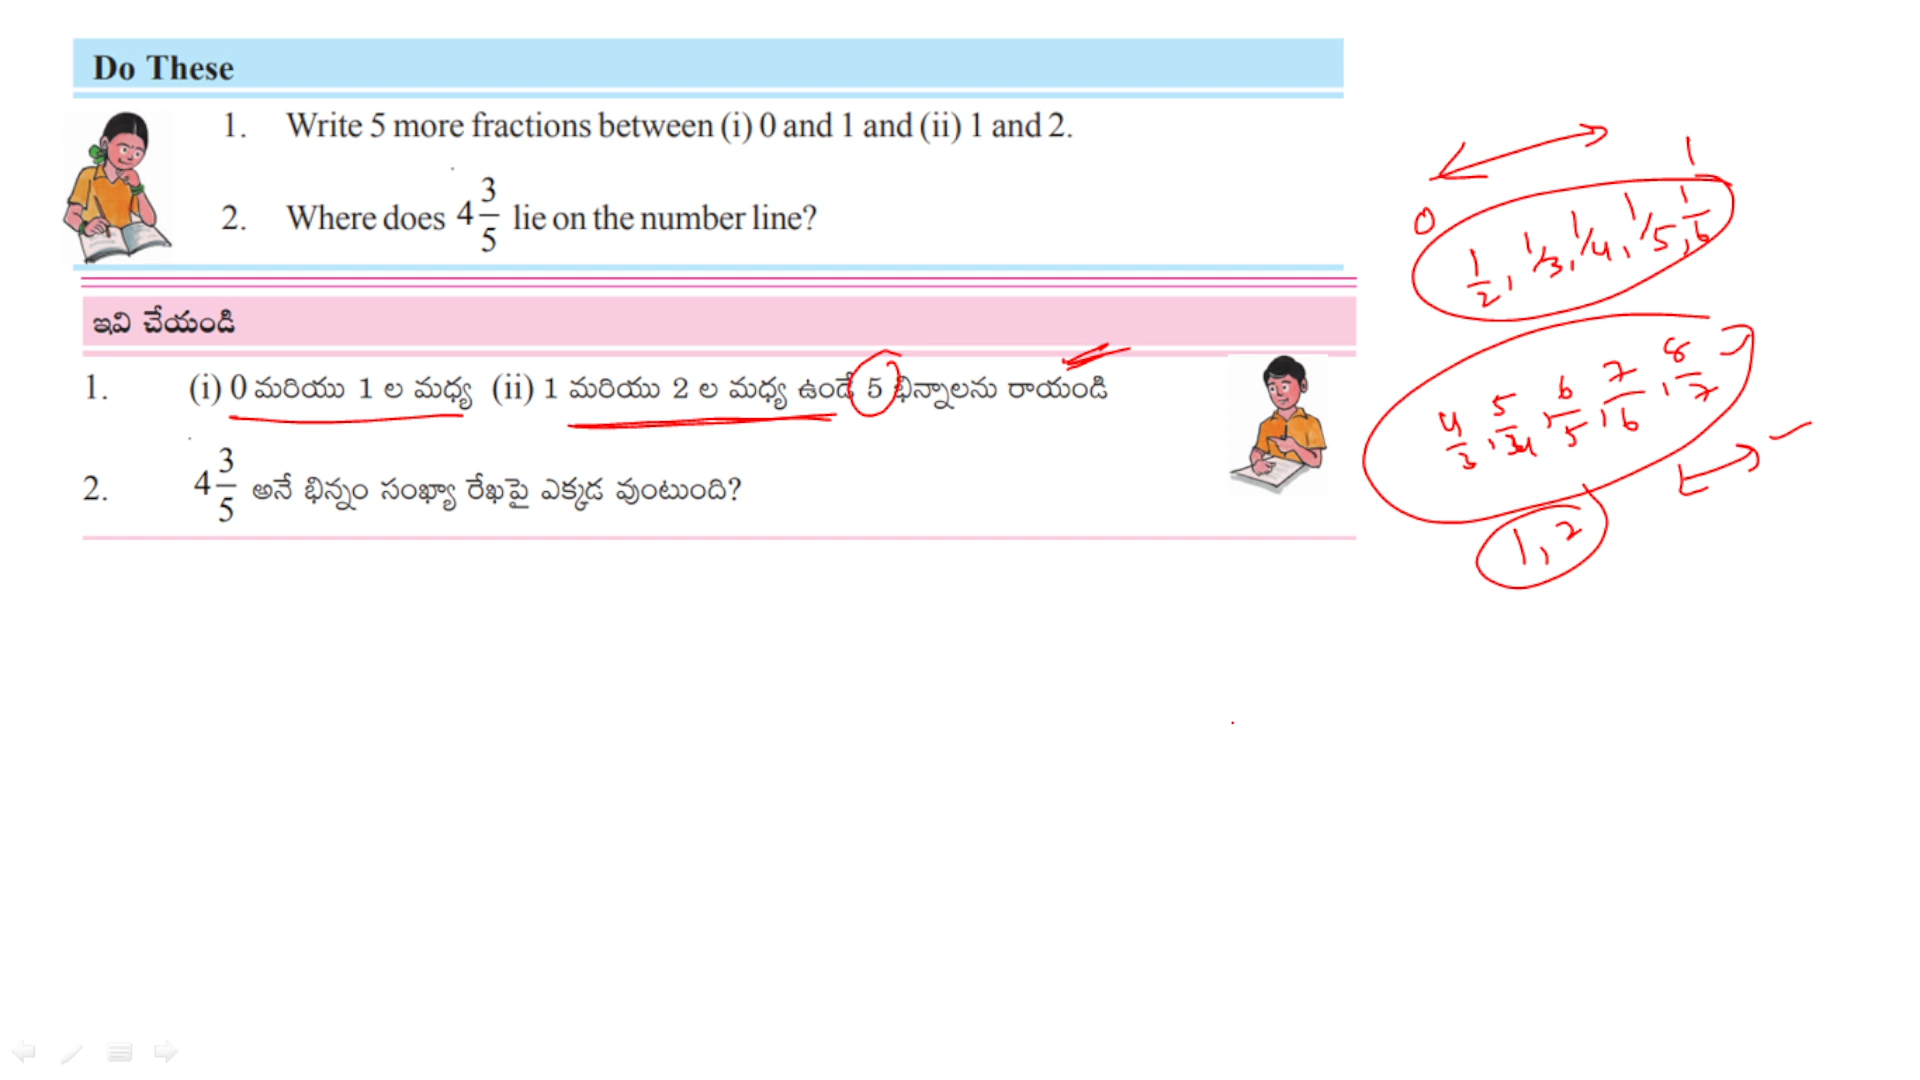 Do These
1. Write 5 more fractions between (i) 0 and 1 and (ii) 1 and 2.
2. Where does 4 3/5 lie on the number line?
ఇవి చేయండి
1. (i) 0 మరియు 1 ల మధ్య (ii) 1 మరియు 2 ల మధ్య ఉండే 5 భిన్నాలను రాయండి
2. 4 3/5 అనే భిన్నం సంఖ్యా రేఖపై ఎక్కడ వుంటుంది?
0 1
1/2, 1/3, 1/4, 1/5, 1/6
4/3, 5/4, 6/5, 7/6, 8/7
1, 2